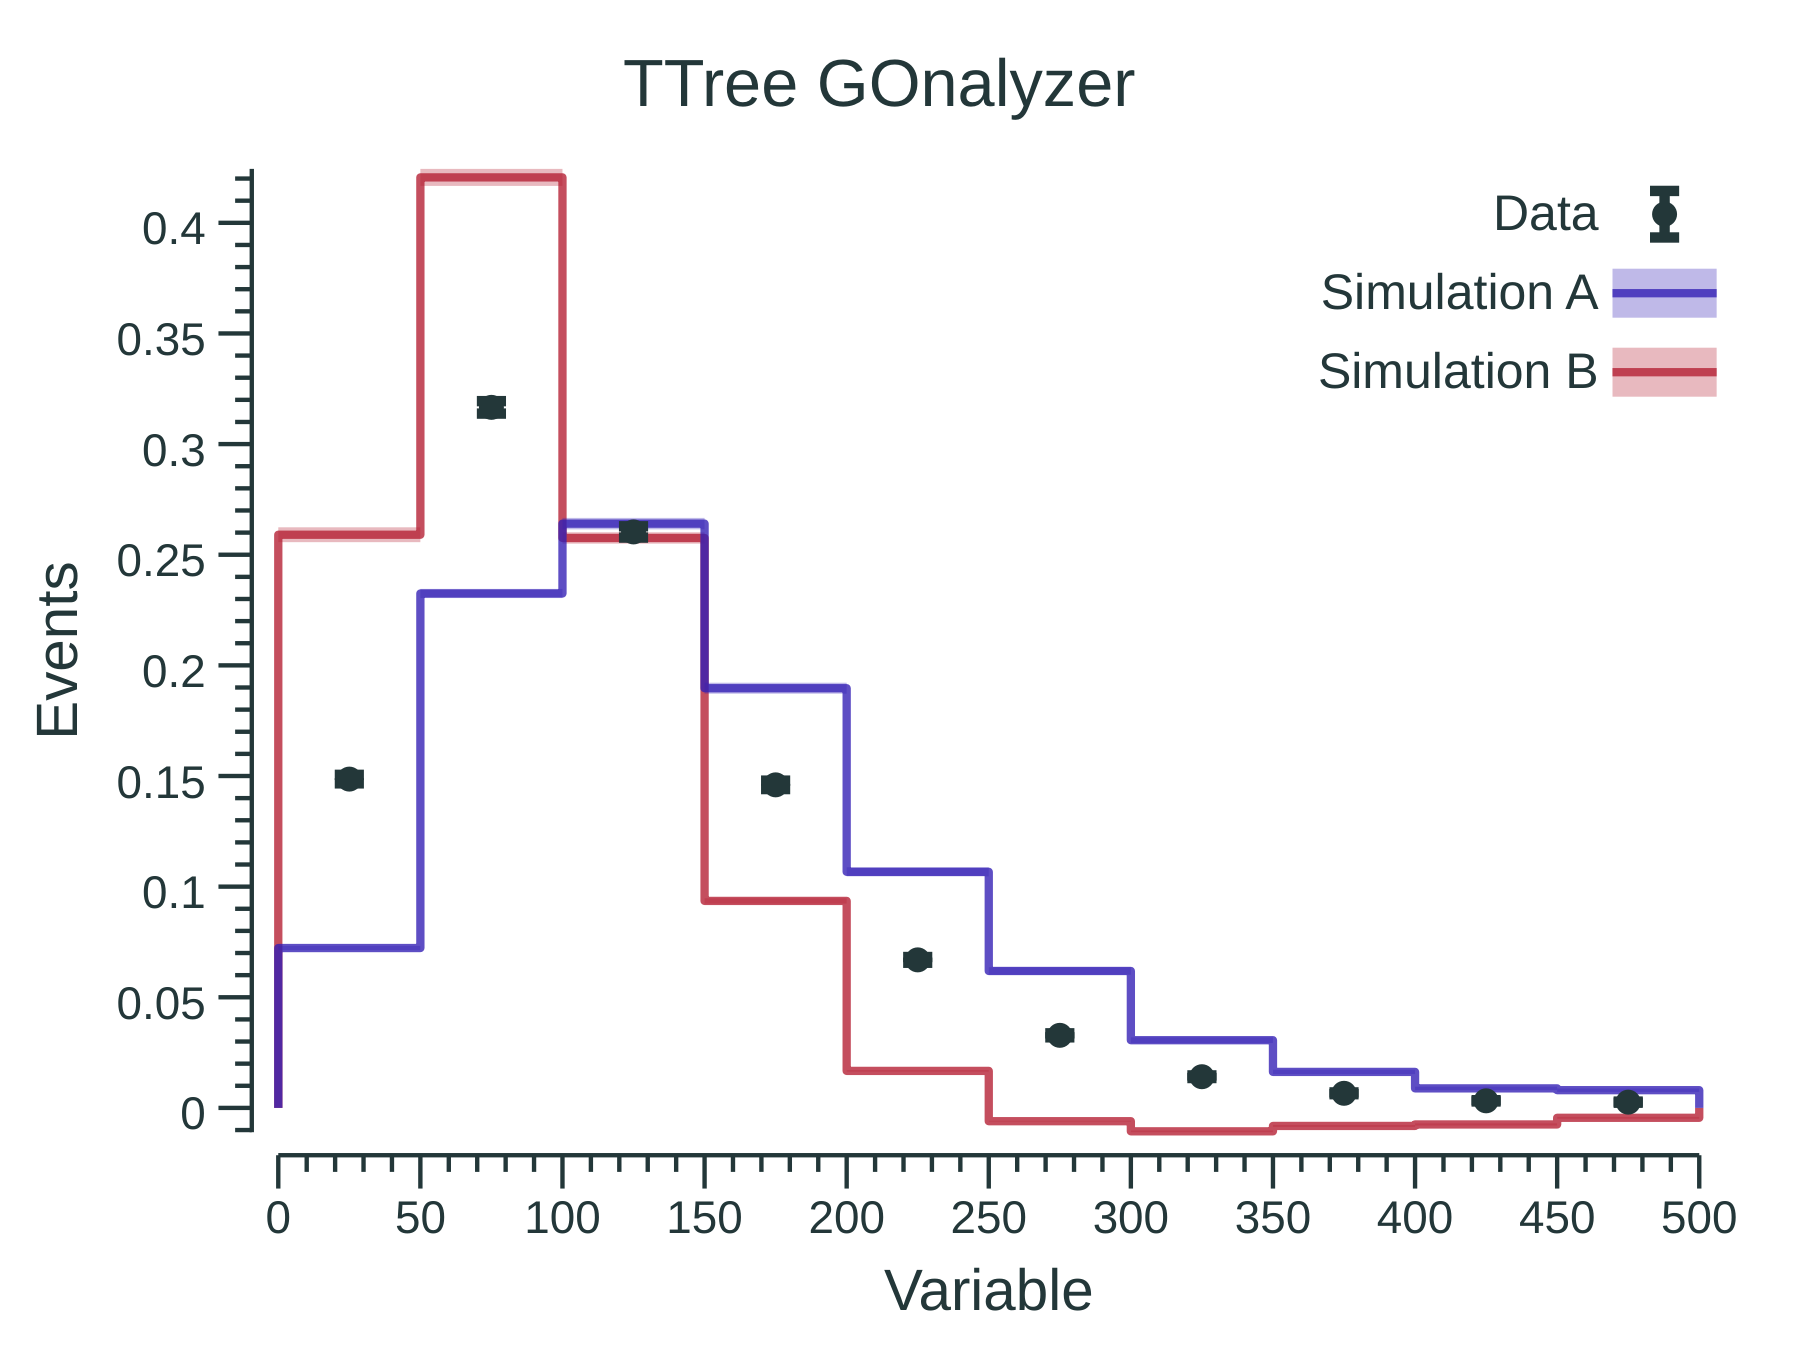 TTree GOnalyzer
Data
Simulation A
Simulation B
Events
0.4
0.35
0.3
0.25
0.2
0.15
0.1
0.05
0
0 50 100 150 200 250 300 350 400 450 500
Variable